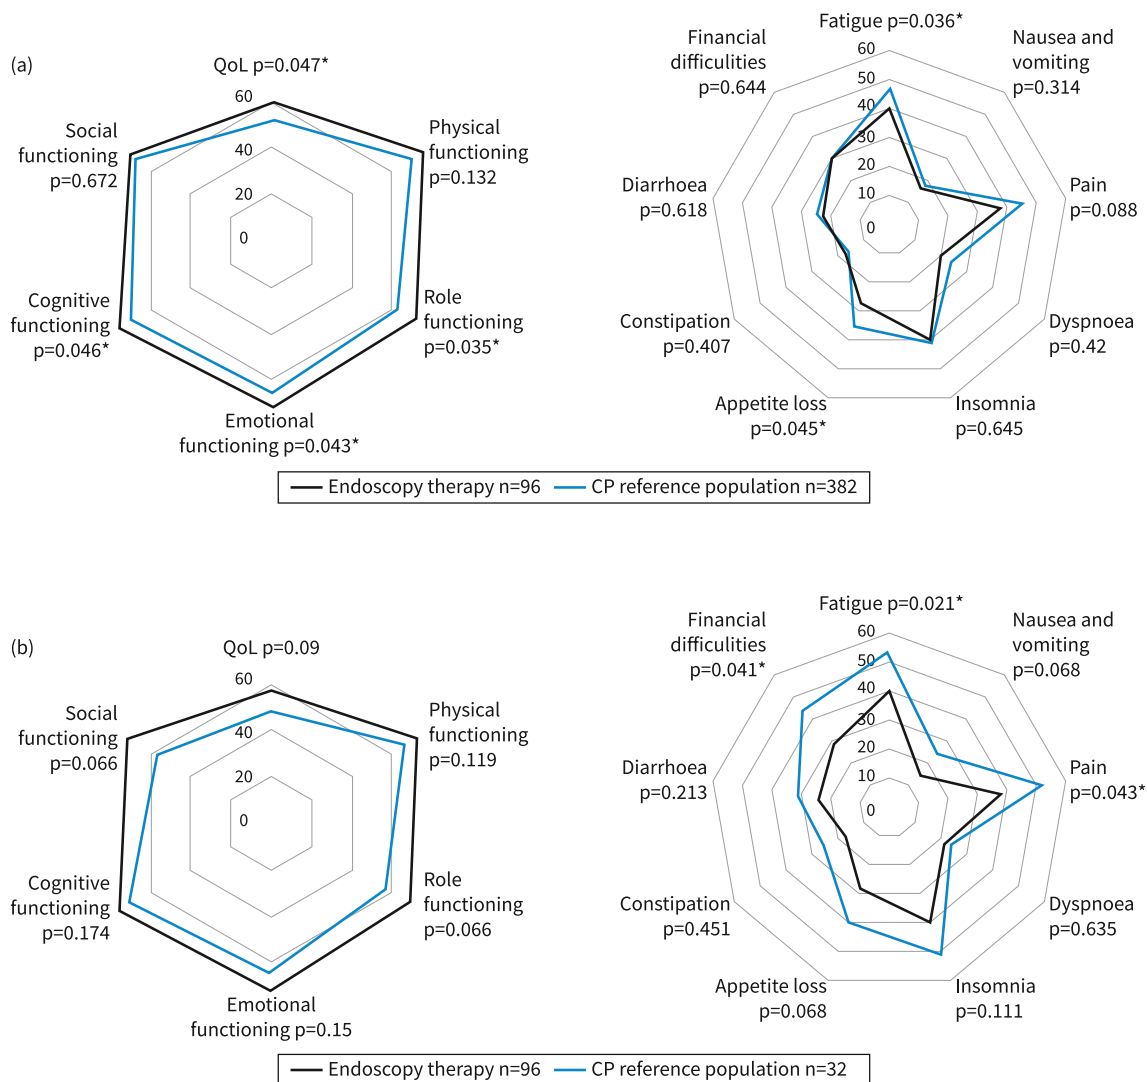 (a)
QoL p=0.047*
60
40
20
0
Social
functioning
p=0.672
Physical
functioning
p=0.132
Cognitive
functioning
p=0.046*
Role
functioning
p=0.035*
Emotional
functioning p=0.043*
Fatigue p=0.036*
60
50
40
30
20
10
0
Financial
difficulities
p=0.644
Nausea and
vomiting
p=0.314
Diarrhoea
p=0.618
Pain
p=0.088
Constipation
p=0.407
Dyspnoea
p=0.42
Appetite loss
p=0.045*
Insomnia
p=0.645
Endoscopy therapy n=96 CP reference population n=382
(b)
QoL p=0.09
60
40
20
0
Social
functioning
p=0.066
Physical
functioning
p=0.119
Cognitive
functioning
p=0.174
Role
functioning
p=0.066
Emotional
functioning p=0.15
Fatigue p=0.021*
60
50
40
30
20
10
0
Financial
difficulities
p=0.041*
Nausea and
vomiting
p=0.068
Diarrhoea
p=0.213
Pain
p=0.043*
Constipation
p=0.451
Dyspnoea
p=0.635
Appetite loss
p=0.068
Insomnia
p=0.111
Endoscopy therapy n=96 CP reference population n=32